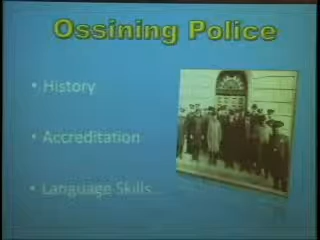 Ossining Police
• History
• Accreditation
• Language Skills...